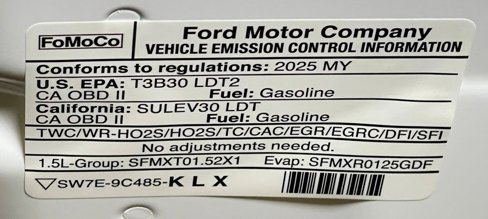 FoMoCo
Ford Motor Company
VEHICLE EMISSION CONTROL INFORMATION
Conforms to regulations: 2025 MY
U.S. EPA: T3B30 LDT2
CA OBD II Fuel: Gasoline
California: SULEV30 LDT
CA OBD II Fuel: Gasoline
TWC/WR-HO2S/HO2S/TC/CAC/EGR/EGRC/DFI/SFI
No adjustments needed.
1.5L-Group: SFMXT01.52X1 Evap: SFMXR0125GDF
▽SW7E-9C485-KLX